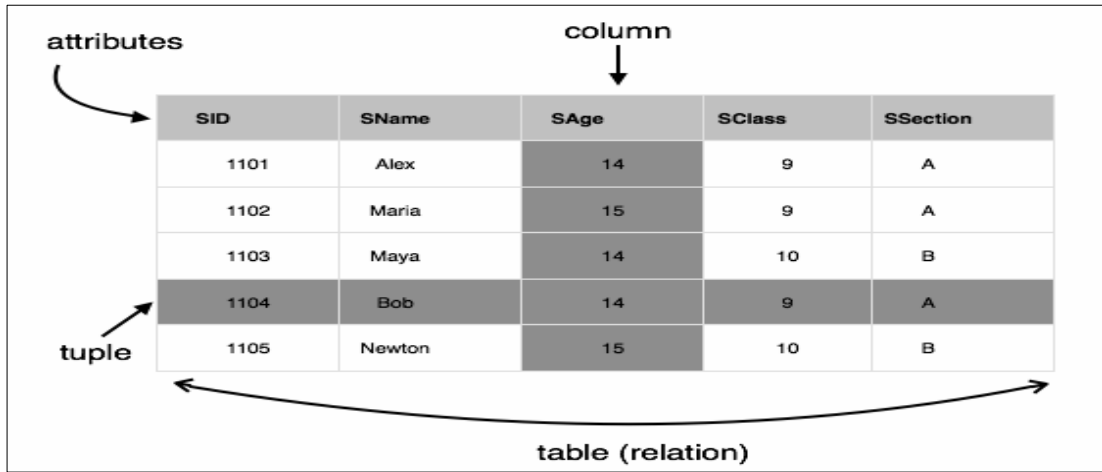 attributes
column
SID SName SAge SClass SSection
1101 Alex 14 9 A
1102 Maria 15 9 A
1103 Maya 14 10 B
1104 Bob 14 9 A
tuple
1105 Newton 15 10 B
table (relation)